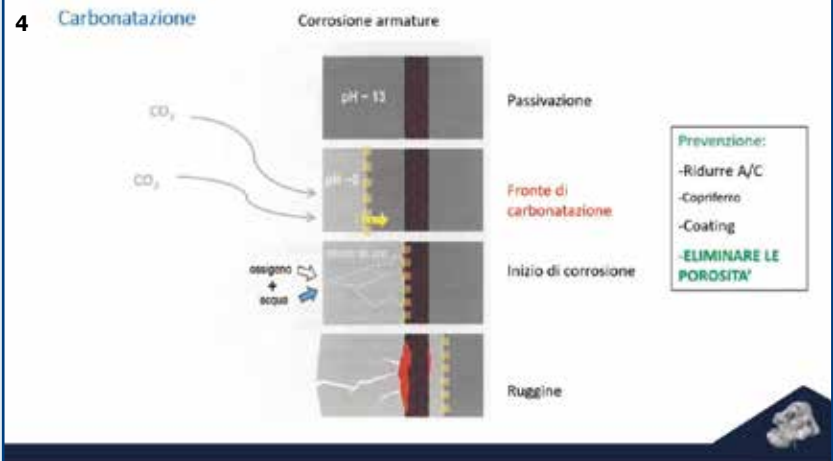 4
Carbonatazione
Corrosione armature
pH ~ 13
Passivazione
CO₂
CO₂
Fronte di
carbonatazione
ossigeno
+
acqua
Inizio di corrosione
Ruggine
Prevenzione:
-Ridurre A/C
-Copriferro
-Coating
-ELIMINARE LE
POROSITA'